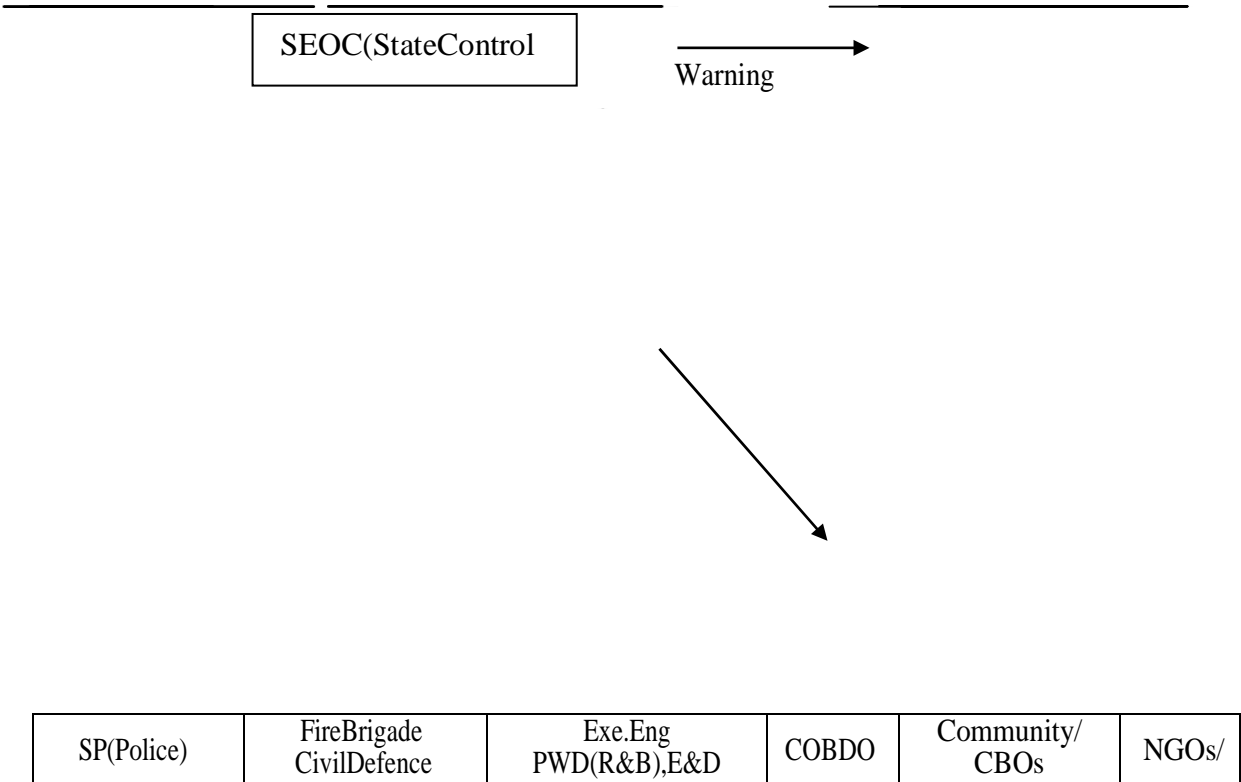 SEOC(StateControl
Warning
SP(Police)
FireBrigade
CivilDefence
Exe.Eng
PWD(R&B),E&D
COBDO
Community/
CBOs
NGOs/